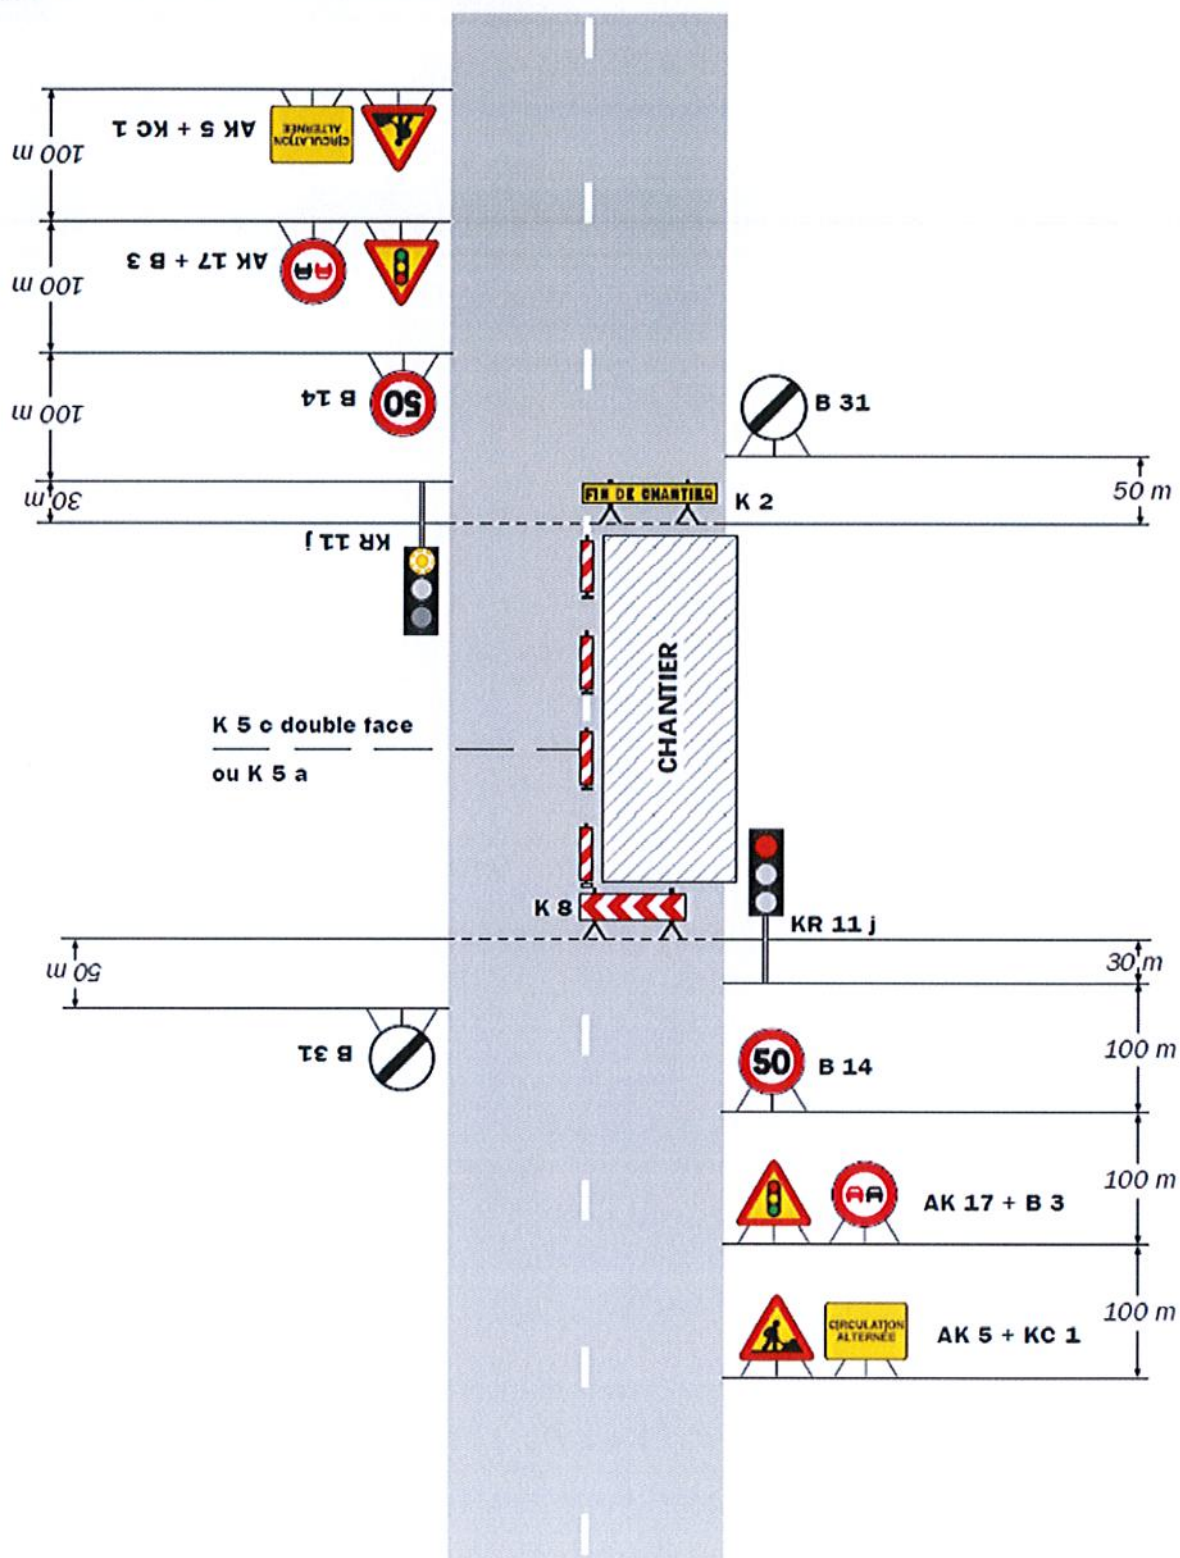 AK 5 + KC 1
CIRCULATION
ALTERNÉE
100 m
AK 17 + B 3
100 m
B 14
50
100 m
B 31
30 m
FIN DE CHANTIER
K 2
50 m
KR 11 j
CHANTIER
K 5 c double face
ou K 5 a
K 8
KR 11 j
50 m
30 m
B 31
50
B 14
100 m
100 m
AK 17 + B 3
CIRCULATION
ALTERNÉE
AK 5 + KC 1
100 m